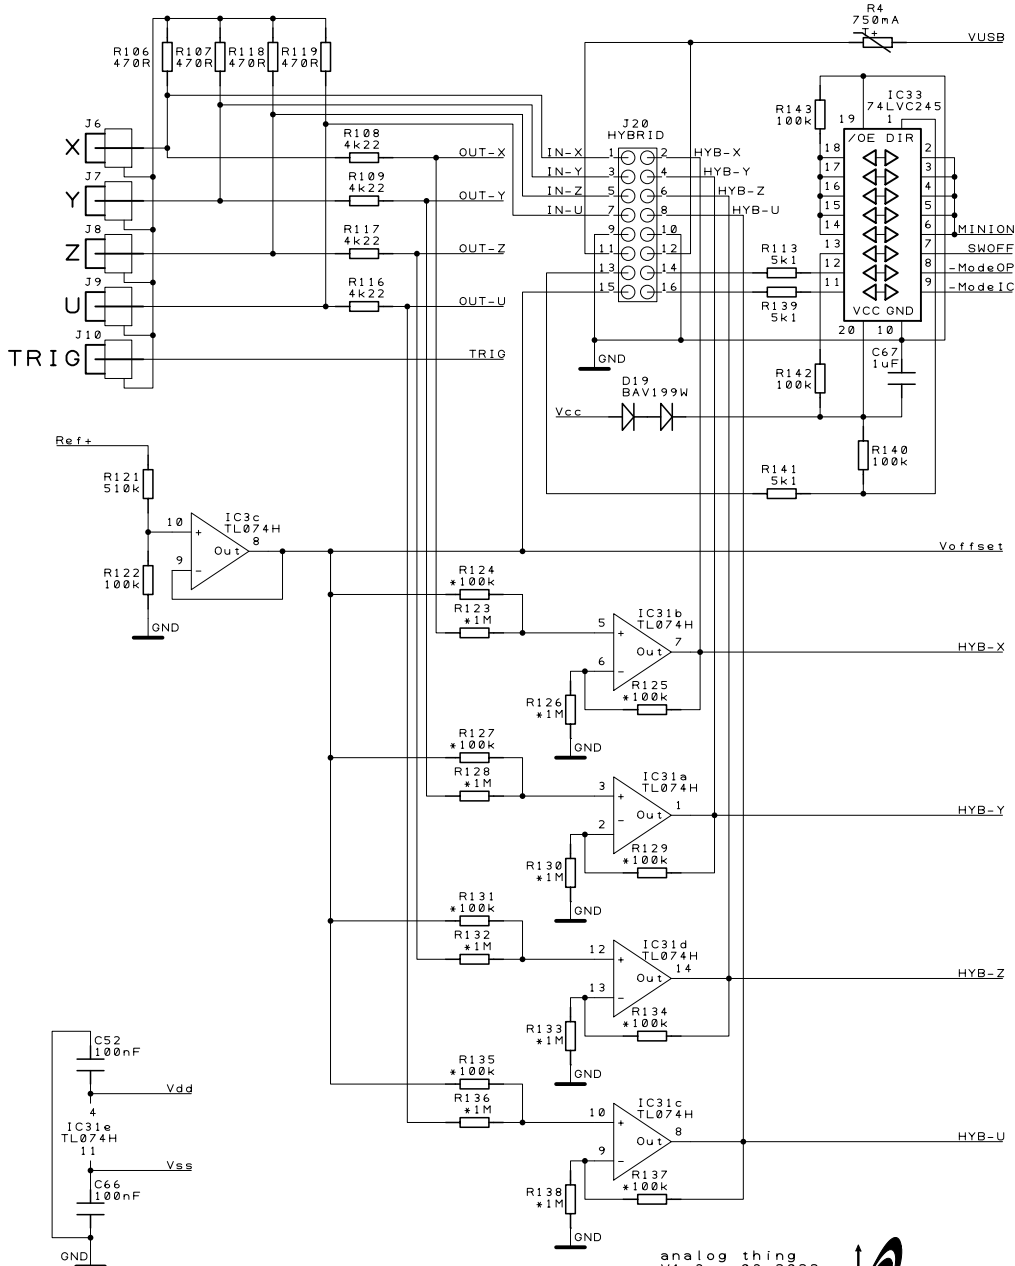 R4
750mA
T+
VUSB
R106
470R
R107
470R
R118
470R
R119
470R
IC33
74LVC245
R143
100k
19
1
/OE DIR
J6
X
J7
Y
J8
Z
J9
U
J10
TRIG
R108
4k22
OUT-X
R109
4k22
OUT-Y
R117
4k22
OUT-Z
R116
4k22
OUT-U
TRIG
J20
HYBRID
IN-X 1 2 HYB-X
IN-Y 3 4 HYB-Y
IN-Z 5 6 HYB-Z
IN-U 7 8 HYB-U
9 10
11 12
13 14
15 16
R113
5k1
R139
5k1
18 2
17 3
16 4
15 5
14 6 MINION
13 7 SWOFF
12 8 -ModeOP
11 9 -ModeIC
VCC GND
20 10
GND
C67
1uF
R142
100k
D19
BAV199W
Vcc
R140
100k
R141
5k1
Ref+
R121
510k
IC3c
TL074H
10
+
Out
8
9
-
R122
100k
GND
Voffset
R124
*100k
R123
*1M
IC31b
TL074H
5
+
Out
7
6
-
HYB-X
R125
*100k
R126
*1M
GND
R127
*100k
R128
*1M
IC31a
TL074H
3
+
Out
1
2
-
HYB-Y
R129
*100k
R130
*1M
GND
R131
*100k
R132
*1M
IC31d
TL074H
12
+
Out
14
13
-
HYB-Z
R134
*100k
R133
*1M
GND
R135
*100k
R136
*1M
IC31c
TL074H
10
+
Out
8
9
-
HYB-U
R137
*100k
R138
*1M
GND
C52
100nF
Vdd
4
IC31e
TL074H
11
Vss
C66
100nF
GND
analog thing